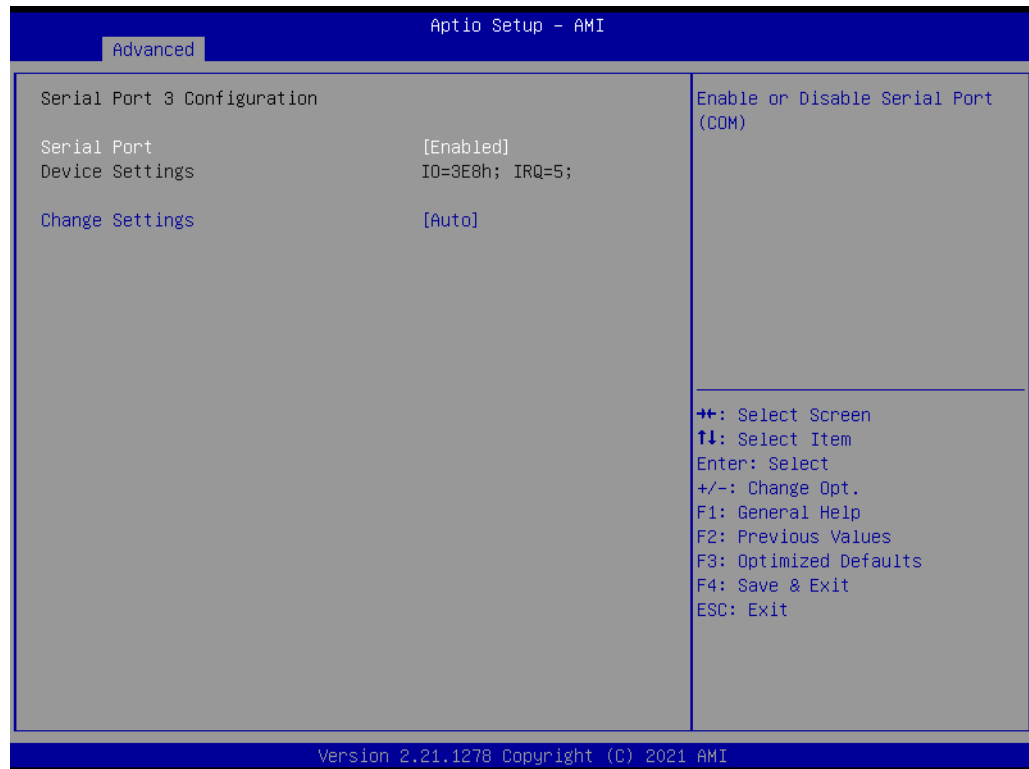 Aptio Setup – AMI
Advanced
Serial Port 3 Configuration
Serial Port [Enabled]
Device Settings IO=3E8h; IRQ=5;
Change Settings [Auto]
Enable or Disable Serial Port
(COM)
→←: Select Screen
↑↓: Select Item
Enter: Select
+/-: Change Opt.
F1: General Help
F2: Previous Values
F3: Optimized Defaults
F4: Save & Exit
ESC: Exit
Version 2.21.1278 Copyright (C) 2021 AMI